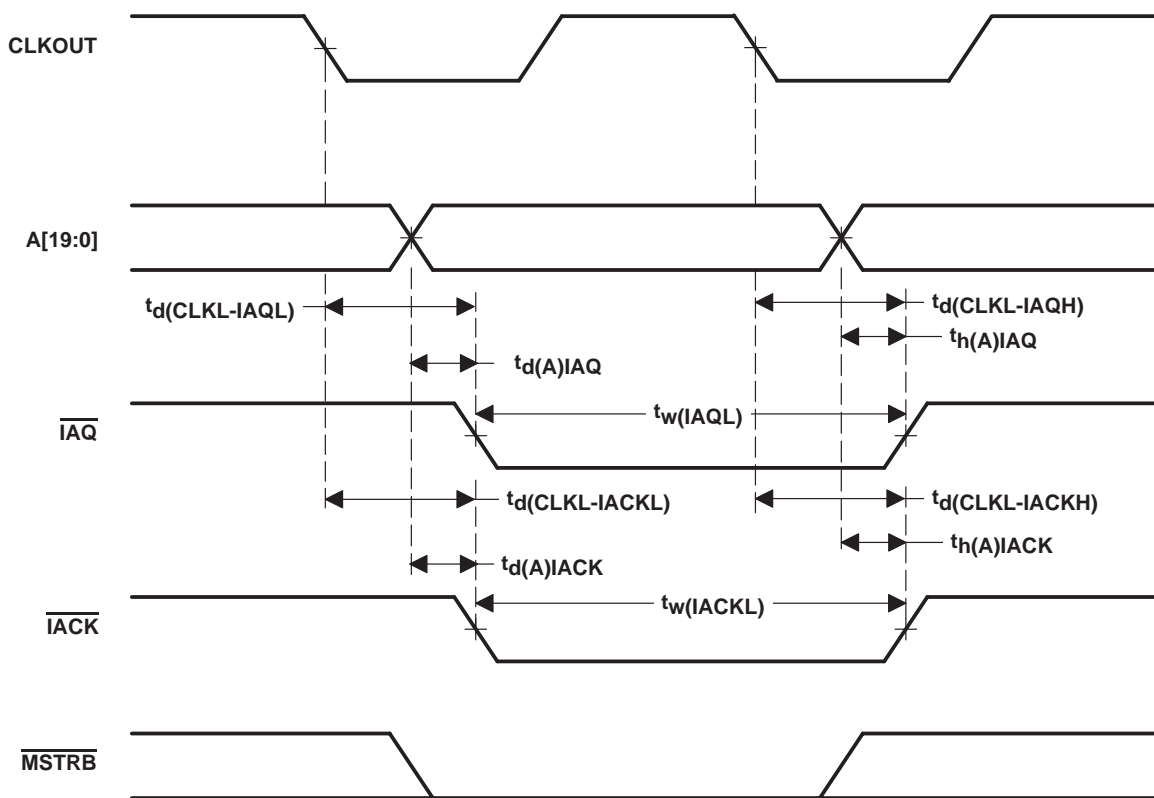 CLKOUT
A[19:0]
td(CLKL-IAQL)
td(CLKL-IAQH)
th(A)IAQ
td(A)IAQ
IAQ
tw(IAQL)
td(CLKL-IACKL)
td(CLKL-IACKH)
th(A)IACK
td(A)IACK
IACK
tw(IACKL)
MSTRB